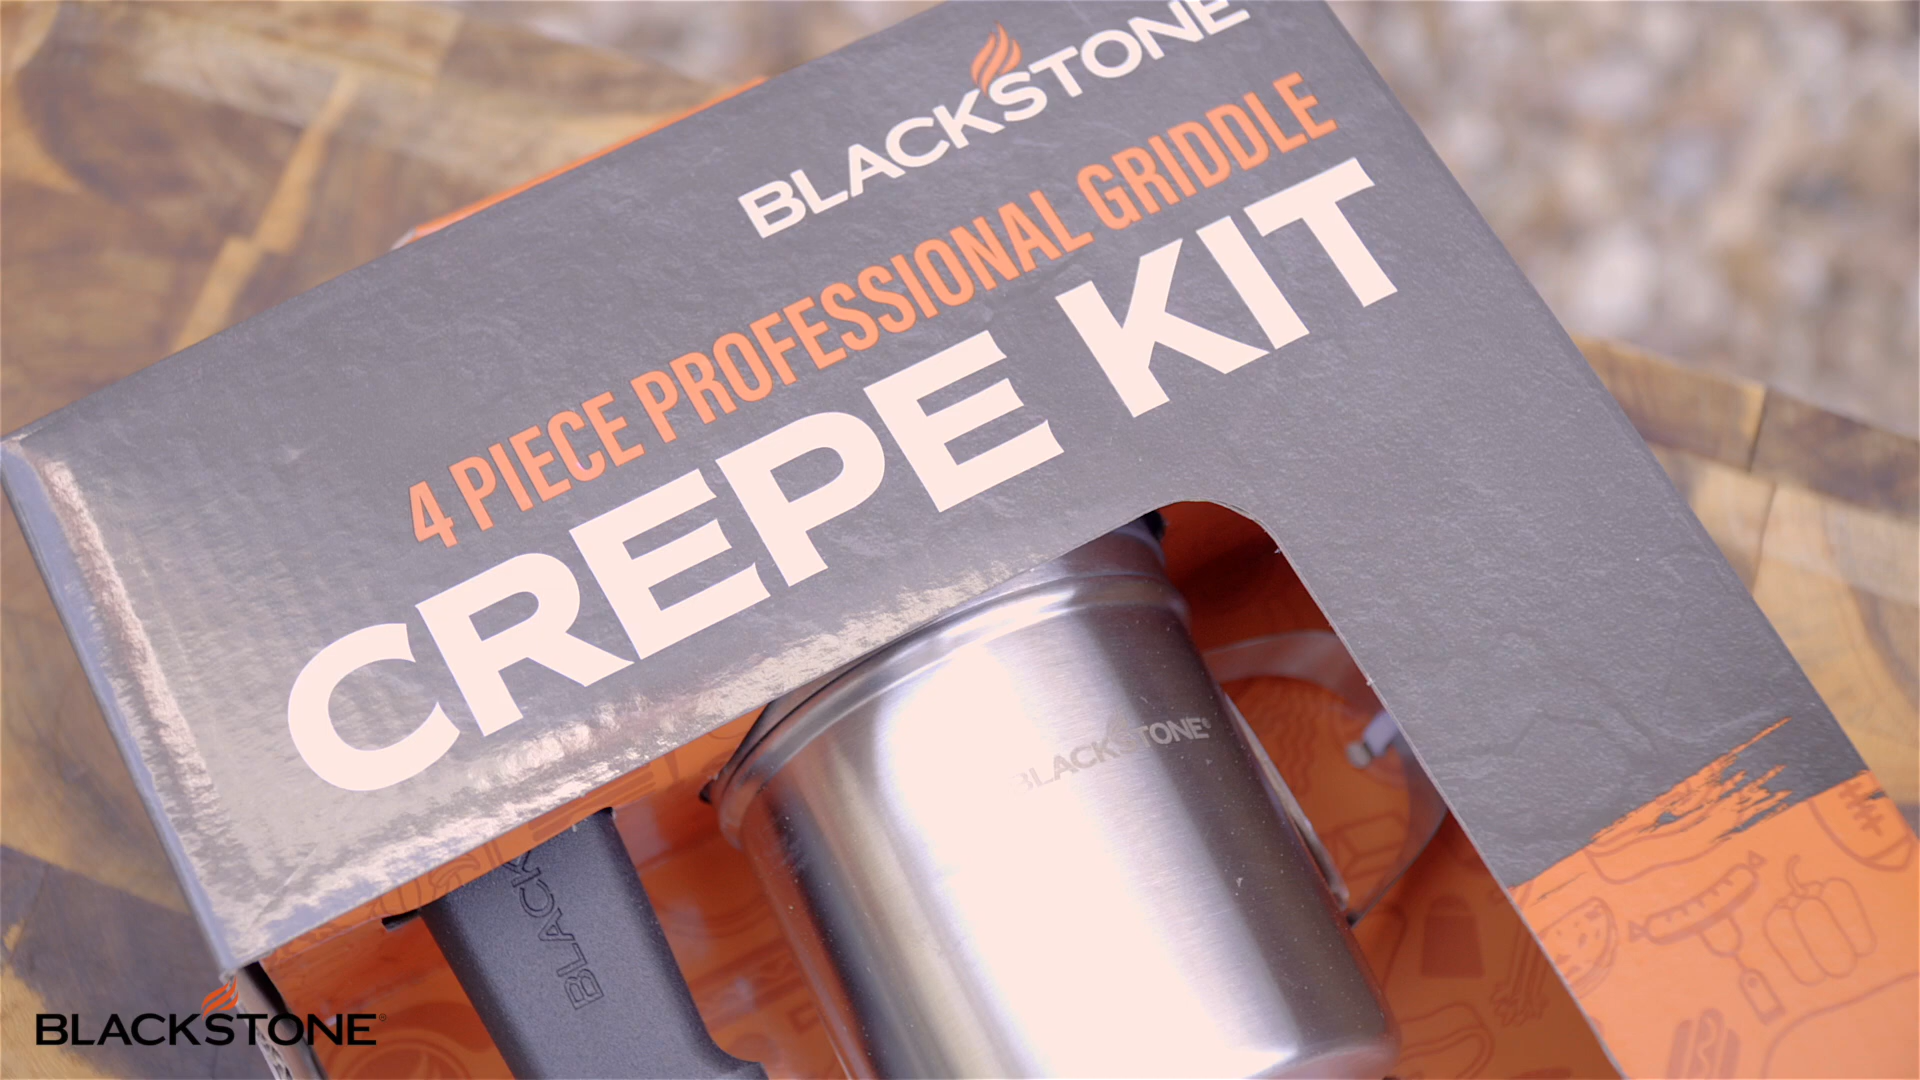 BLACKSTONE
4 PIECE PROFESSIONAL GRIDDLE
CREPE KIT
BLACKSTONE®
BLACK
BLACKSTONE®